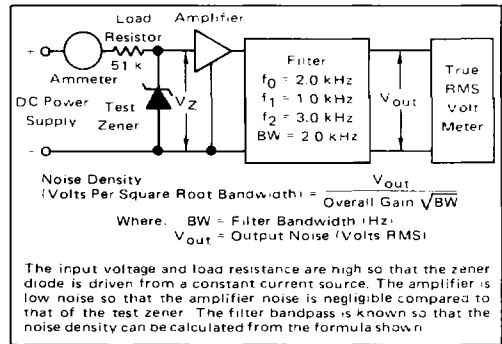 Load
Resistor
51 k
Amplifier
+
Ammeter
DC Power
Supply
Test
Zener
VZ
-
Filter
f0 = 2.0 kHz
f1 = 1.0 kHz
f2 = 3.0 kHz
BW = 2.0 kHz
Vout
True
RMS
Volt
Meter
Noise Density
(Volts Per Square Root Bandwidth) = Vout / Overall Gain √BW
Where: BW = Filter Bandwidth (Hz)
Vout = Output Noise (Volts RMS)
The input voltage and load resistance are high so that the zener
diode is driven from a constant current source. The amplifier is
low noise so that the amplifier noise is negligible compared to
that of the test zener. The filter bandpass is known so that
the noise density can be calculated from the formula shown